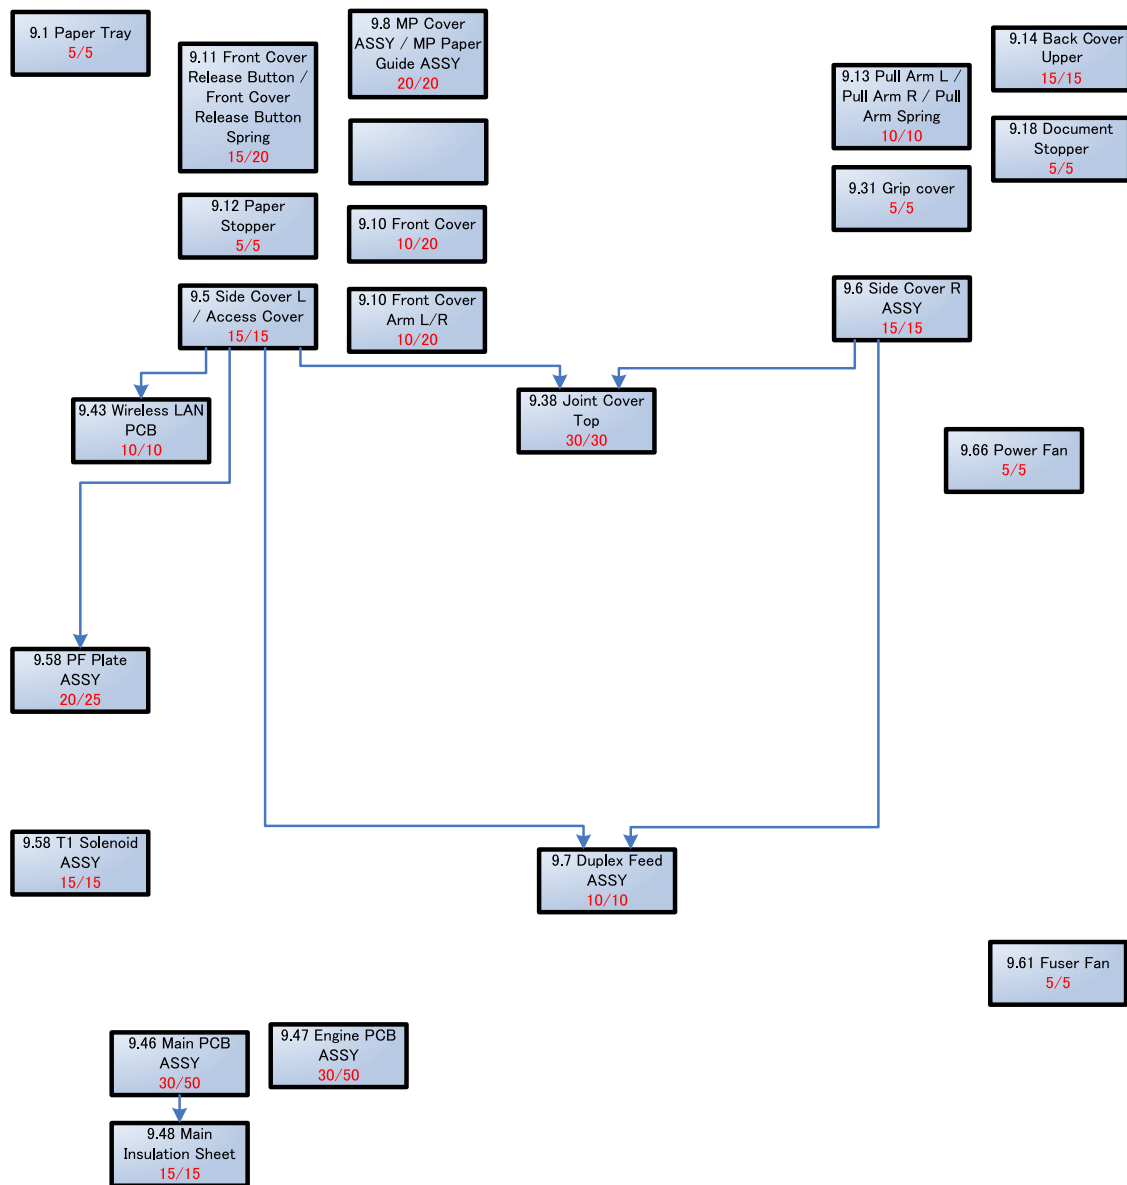 9.1 Paper Tray
5/5
9.11 Front Cover
Release Button /
Front Cover
Release Button
Spring
15/20
9.8 MP Cover
ASSY / MP Paper
Guide ASSY
20/20
9.13 Pull Arm L /
Pull Arm R / Pull
Arm Spring
10/10
9.14 Back Cover
Upper
15/15
9.18 Document
Stopper
5/5
9.12 Paper
Stopper
5/5
9.10 Front Cover
10/20
9.31 Grip cover
5/5
9.5 Side Cover L
/ Access Cover
15/15
9.10 Front Cover
Arm L/R
10/20
9.6 Side Cover R
ASSY
15/15
9.43 Wireless LAN
PCB
10/10
9.38 Joint Cover
Top
30/30
9.66 Power Fan
5/5
9.58 PF Plate
ASSY
20/25
9.58 T1 Solenoid
ASSY
15/15
9.7 Duplex Feed
ASSY
10/10
9.61 Fuser Fan
5/5
9.46 Main PCB
ASSY
30/50
9.47 Engine PCB
ASSY
30/50
9.48 Main
Insulation Sheet
15/15